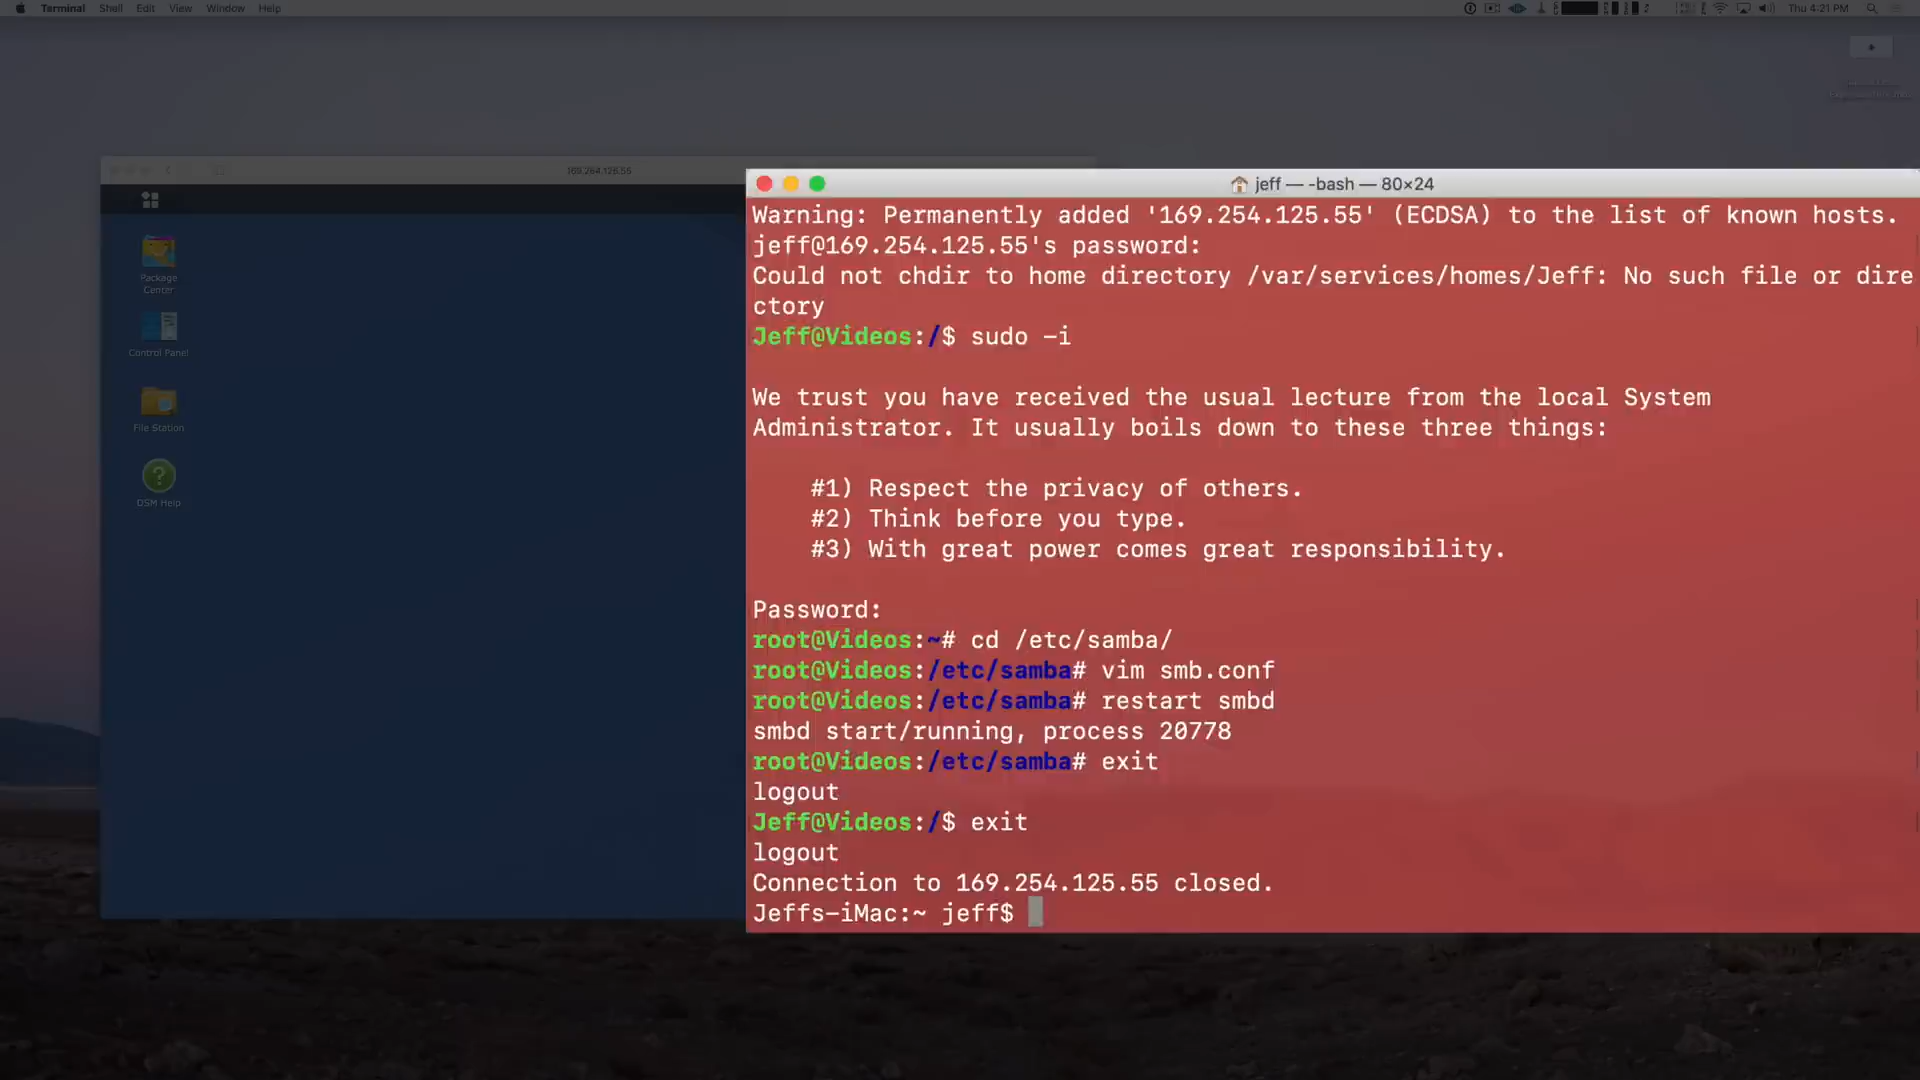 Terminal Shell Edit View Window Help
Thu 4:21 PM
Package
Center
Control Panel
File Station
DSM Help
jeff — -bash — 80×24
Warning: Permanently added '169.254.125.55' (ECDSA) to the list of known hosts.
jeff@169.254.125.55's password:
Could not chdir to home directory /var/services/homes/Jeff: No such file or dire
ctory
Jeff@Videos:/$ sudo -i
We trust you have received the usual lecture from the local System
Administrator. It usually boils down to these three things:
#1) Respect the privacy of others.
#2) Think before you type.
#3) With great power comes great responsibility.
Password:
root@Videos:~# cd /etc/samba/
root@Videos:/etc/samba# vim smb.conf
root@Videos:/etc/samba# restart smbd
smbd start/running, process 20778
root@Videos:/etc/samba# exit
logout
Jeff@Videos:/$ exit
logout
Connection to 169.254.125.55 closed.
Jeffs-iMac:~ jeff$